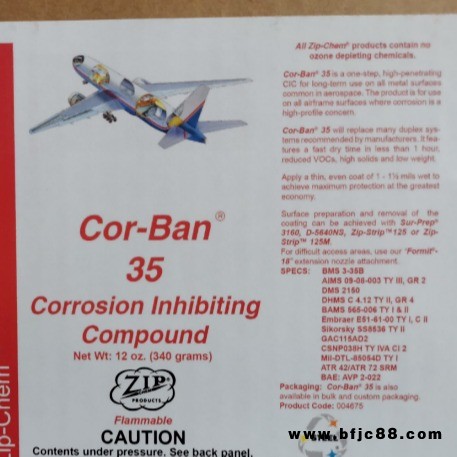 Cor-Ban®
35
Corrosion Inhibiting
Compound
Net Wt: 12 oz. (340 grams)
ZIP
PRODUCTS
Flammable
CAUTION
Contents under pressure. See back panel.
Zip-Chem
All Zip-Chem® products contain no
ozone depleting chemicals.
Cor-Ban® 35 is a one-step, high-penetrating
CIC for long-term use on all metal surfaces
common in aerospace. The product is for use
on all airframe surfaces where corrosion is a
high-profile concern.
Cor-Ban® 35 will replace many duplex sys-
tems recommended by manufacturers. It fea-
tures a fast dry time in less than 1 hour,
reduced VOCs, high solids and low weight.
Apply a thin, even coat of 1 - 1½ mils wet to
achieve maximum protection at the greatest
economy.
Surface preparation and removal of the
coating can be achieved with Sur-Prep®
3160, D-5640NS, Zip-Strip™125 or Zip-
Strip™ 125M.
For difficult access areas, use our "Formit®-
18" extension nozzle attachment.
SPECS: BMS 3-35B
AIMS 09-08-003 TY III, GR 2
DMS 2150
DHMS C 4.12 TY II, GR 4
BAMS 565-006 TY I & II
Embraer E51-61-00 TY I, C II
Sikorsky SS8636 TY II
GAC115AD2
CSNP038H TY IVA Cl 2
Mil-DTL-85054D TY I
ATR 42/ATR 72 SRM
BAE: AVP 2-022
Packaging: Cor-Ban® 35 is also
available in bulk and custom packaging.
Product Code: 004675
www.bfjc88.com